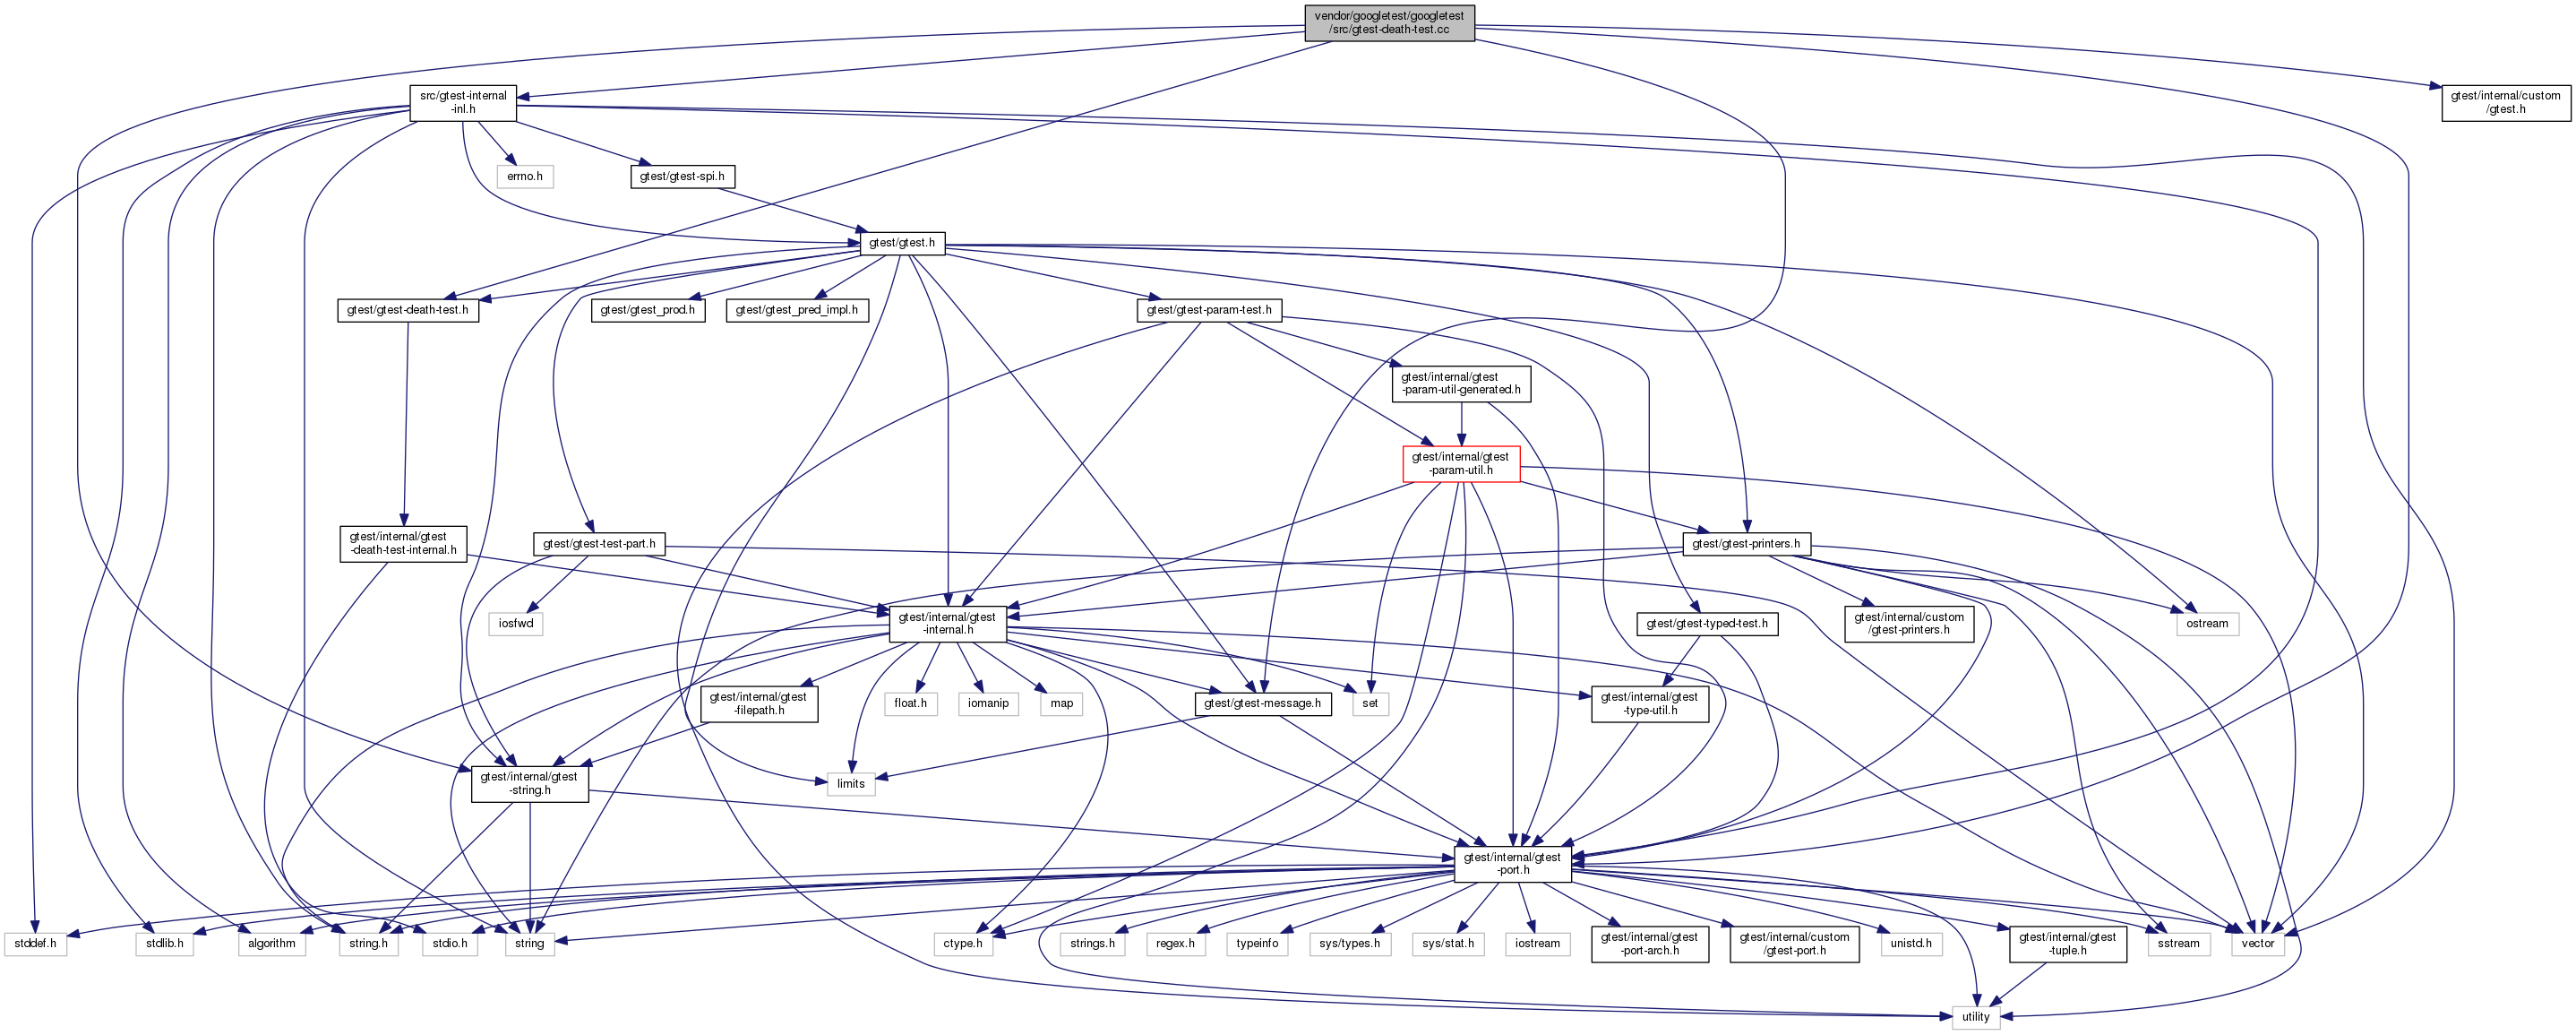 vendor/googletest/googletest
/src/gtest-death-test.cc
src/gtest-internal
-inl.h
gtest/internal/custom
/gtest.h
errno.h
gtest/gtest-spi.h
gtest/gtest.h
gtest/gtest-death-test.h
gtest/gtest_prod.h
gtest/gtest_pred_impl.h
gtest/gtest-param-test.h
gtest/internal/gtest
-param-util-generated.h
gtest/internal/gtest
-param-util.h
gtest/internal/gtest
-death-test-internal.h
gtest/gtest-test-part.h
gtest/gtest-printers.h
iosfwd
gtest/internal/gtest
-internal.h
gtest/gtest-typed-test.h
gtest/internal/custom
/gtest-printers.h
ostream
gtest/internal/gtest
-filepath.h
float.h
iomanip
map
gtest/gtest-message.h
set
gtest/internal/gtest
-type-util.h
gtest/internal/gtest
-string.h
limits
gtest/internal/gtest
-port.h
stddef.h
stdlib.h
algorithm
string.h
stdio.h
string
ctype.h
strings.h
regex.h
typeinfo
sys/types.h
sys/stat.h
iostream
gtest/internal/gtest
-port-arch.h
gtest/internal/custom
/gtest-port.h
unistd.h
gtest/internal/gtest
-tuple.h
sstream
vector
utility